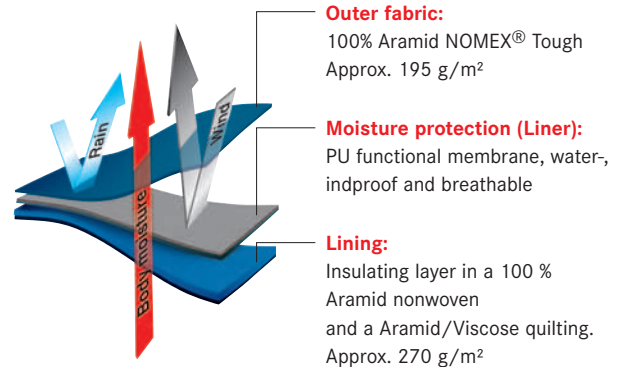 Outer fabric:
100% Aramid NOMEX® Tough
Approx. 195 g/m²
Rain
Wind
Body moisture
Moisture protection (Liner):
PU functional membrane, water-,
indproof and breathable
Lining:
Insulating layer in a 100 %
Aramid nonwoven
and a Aramid/Viscose quilting.
Approx. 270 g/m²